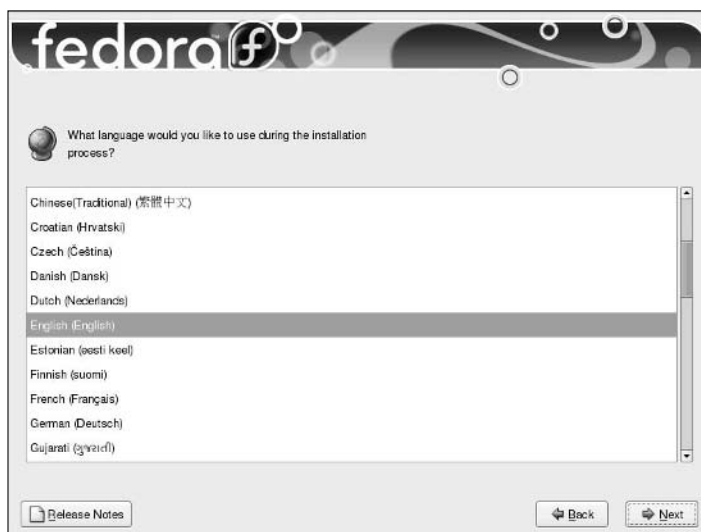 fedora f
What language would you like to use during the installation
process?
Chinese(Traditional) (繁體中文)
Croatian (Hrvatski)
Czech (Čeština)
Danish (Dansk)
Dutch (Nederlands)
English (English)
Estonian (eesti keel)
Finnish (suomi)
French (Français)
German (Deutsch)
Gujarati (ગુજરાતી)
Release Notes
Back
Next